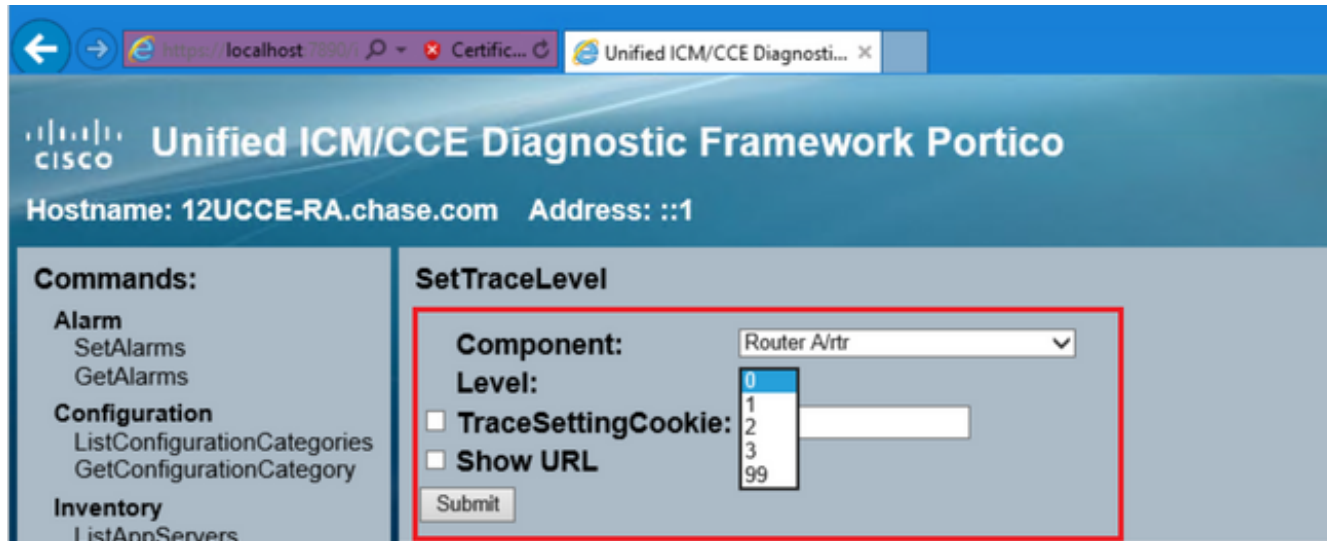 https://localhost:7890/i Certific... Unified ICM/CCE Diagnosti...
CISCO Unified ICM/CCE Diagnostic Framework Portico
Hostname: 12UCCE-RA.chase.com Address: ::1
Commands:
Alarm
SetAlarms
GetAlarms
Configuration
ListConfigurationCategories
GetConfigurationCategory
Inventory
ListAppServers
SetTraceLevel
Component: Router A/rtr
Level: 0
1
TraceSettingCookie: 2
3
Show URL
99
Submit